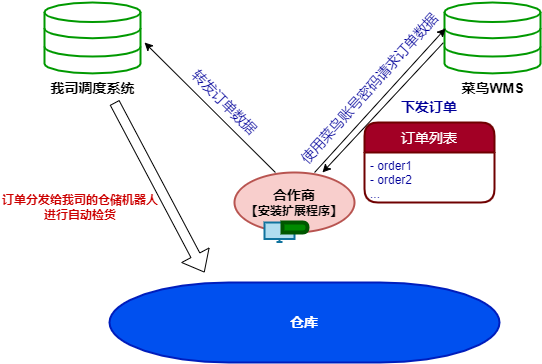 我司调度系统
菜鸟WMS
转发订单数据
使用菜鸟账号密码请求订单数据
下发订单
订单列表
- order1
- order2
...
合作商
【安装扩展程序】
订单分发给我司的仓储机器人
进行自动检货
仓库